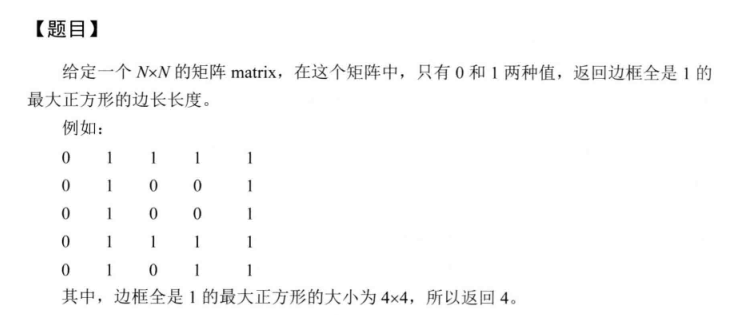 【题目】
给定一个 N×N 的矩阵 matrix，在这个矩阵中，只有 0 和 1 两种值，返回边框全是 1 的
最大正方形的边长长度。
例如：
0 1 1 1 1
0 1 0 0 1
0 1 0 0 1
0 1 1 1 1
0 1 0 1 1
其中，边框全是 1 的最大正方形的大小为 4×4，所以返回 4。